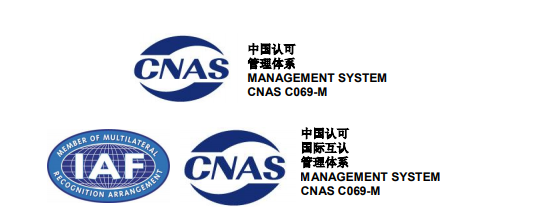 CNAS
中国认可
管理体系
MANAGEMENT SYSTEM
CNAS C069-M
MEMBER OF MULTILATERAL
IAF
RECOGNITION ARRANGEMENT
CNAS
中国认可
国际互认
管理体系
MANAGEMENT SYSTEM
CNAS C069-M